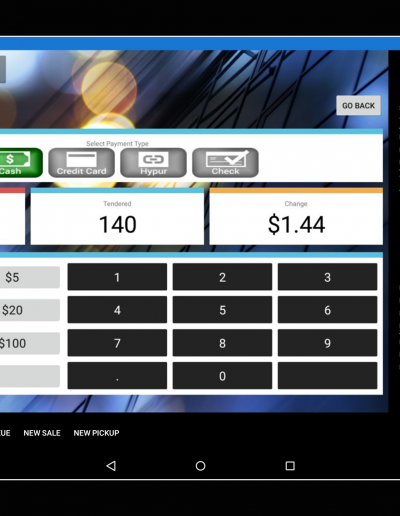 GO BACK
Select Payment Type
Cash
Credit Card
Hypur
Check
Tendered
Change
140
$1.44
$5
1
2
3
$20
4
5
6
$100
7
8
9
.
0
NEW SALE
NEW PICKUP